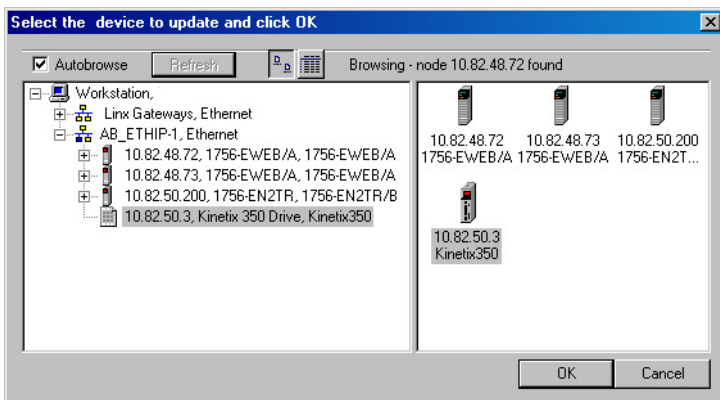 Select the device to update and click OK
Autobrowse
Refresh
Browsing - node 10.82.48.72 found
Workstation,
Linx Gateways, Ethernet
AB_ETHIP-1, Ethernet
10.82.48.72, 1756-EWEB/A, 1756-EWEB/A
10.82.48.73, 1756-EWEB/A, 1756-EWEB/A
10.82.50.200, 1756-EN2TR, 1756-EN2TR/B
10.82.50.3, Kinetix 350 Drive, Kinetix350
10.82.48.72 10.82.48.73 10.82.50.200
1756-EWEB/A 1756-EWEB/A 1756-EN2T...
10.82.50.3
Kinetix350
OK Cancel